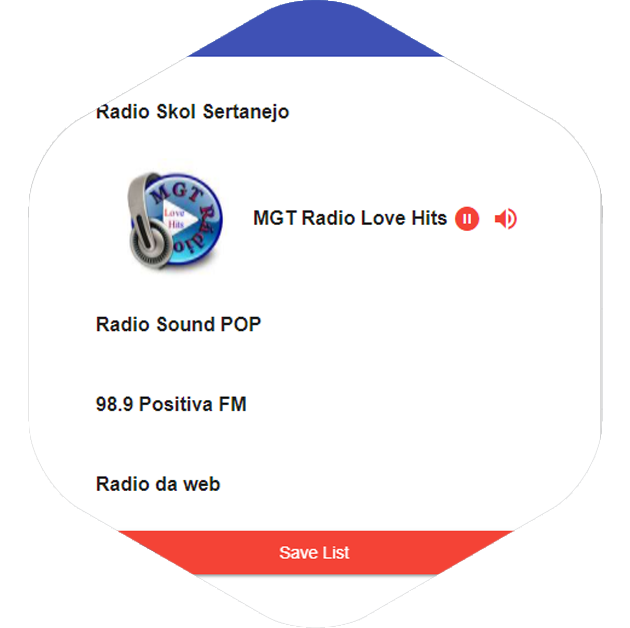 Radio Skol Sertanejo
MGT Rádio
Love
Hits
MGT Radio Love Hits
Radio Sound POP
98.9 Positiva FM
Radio da web
Save List